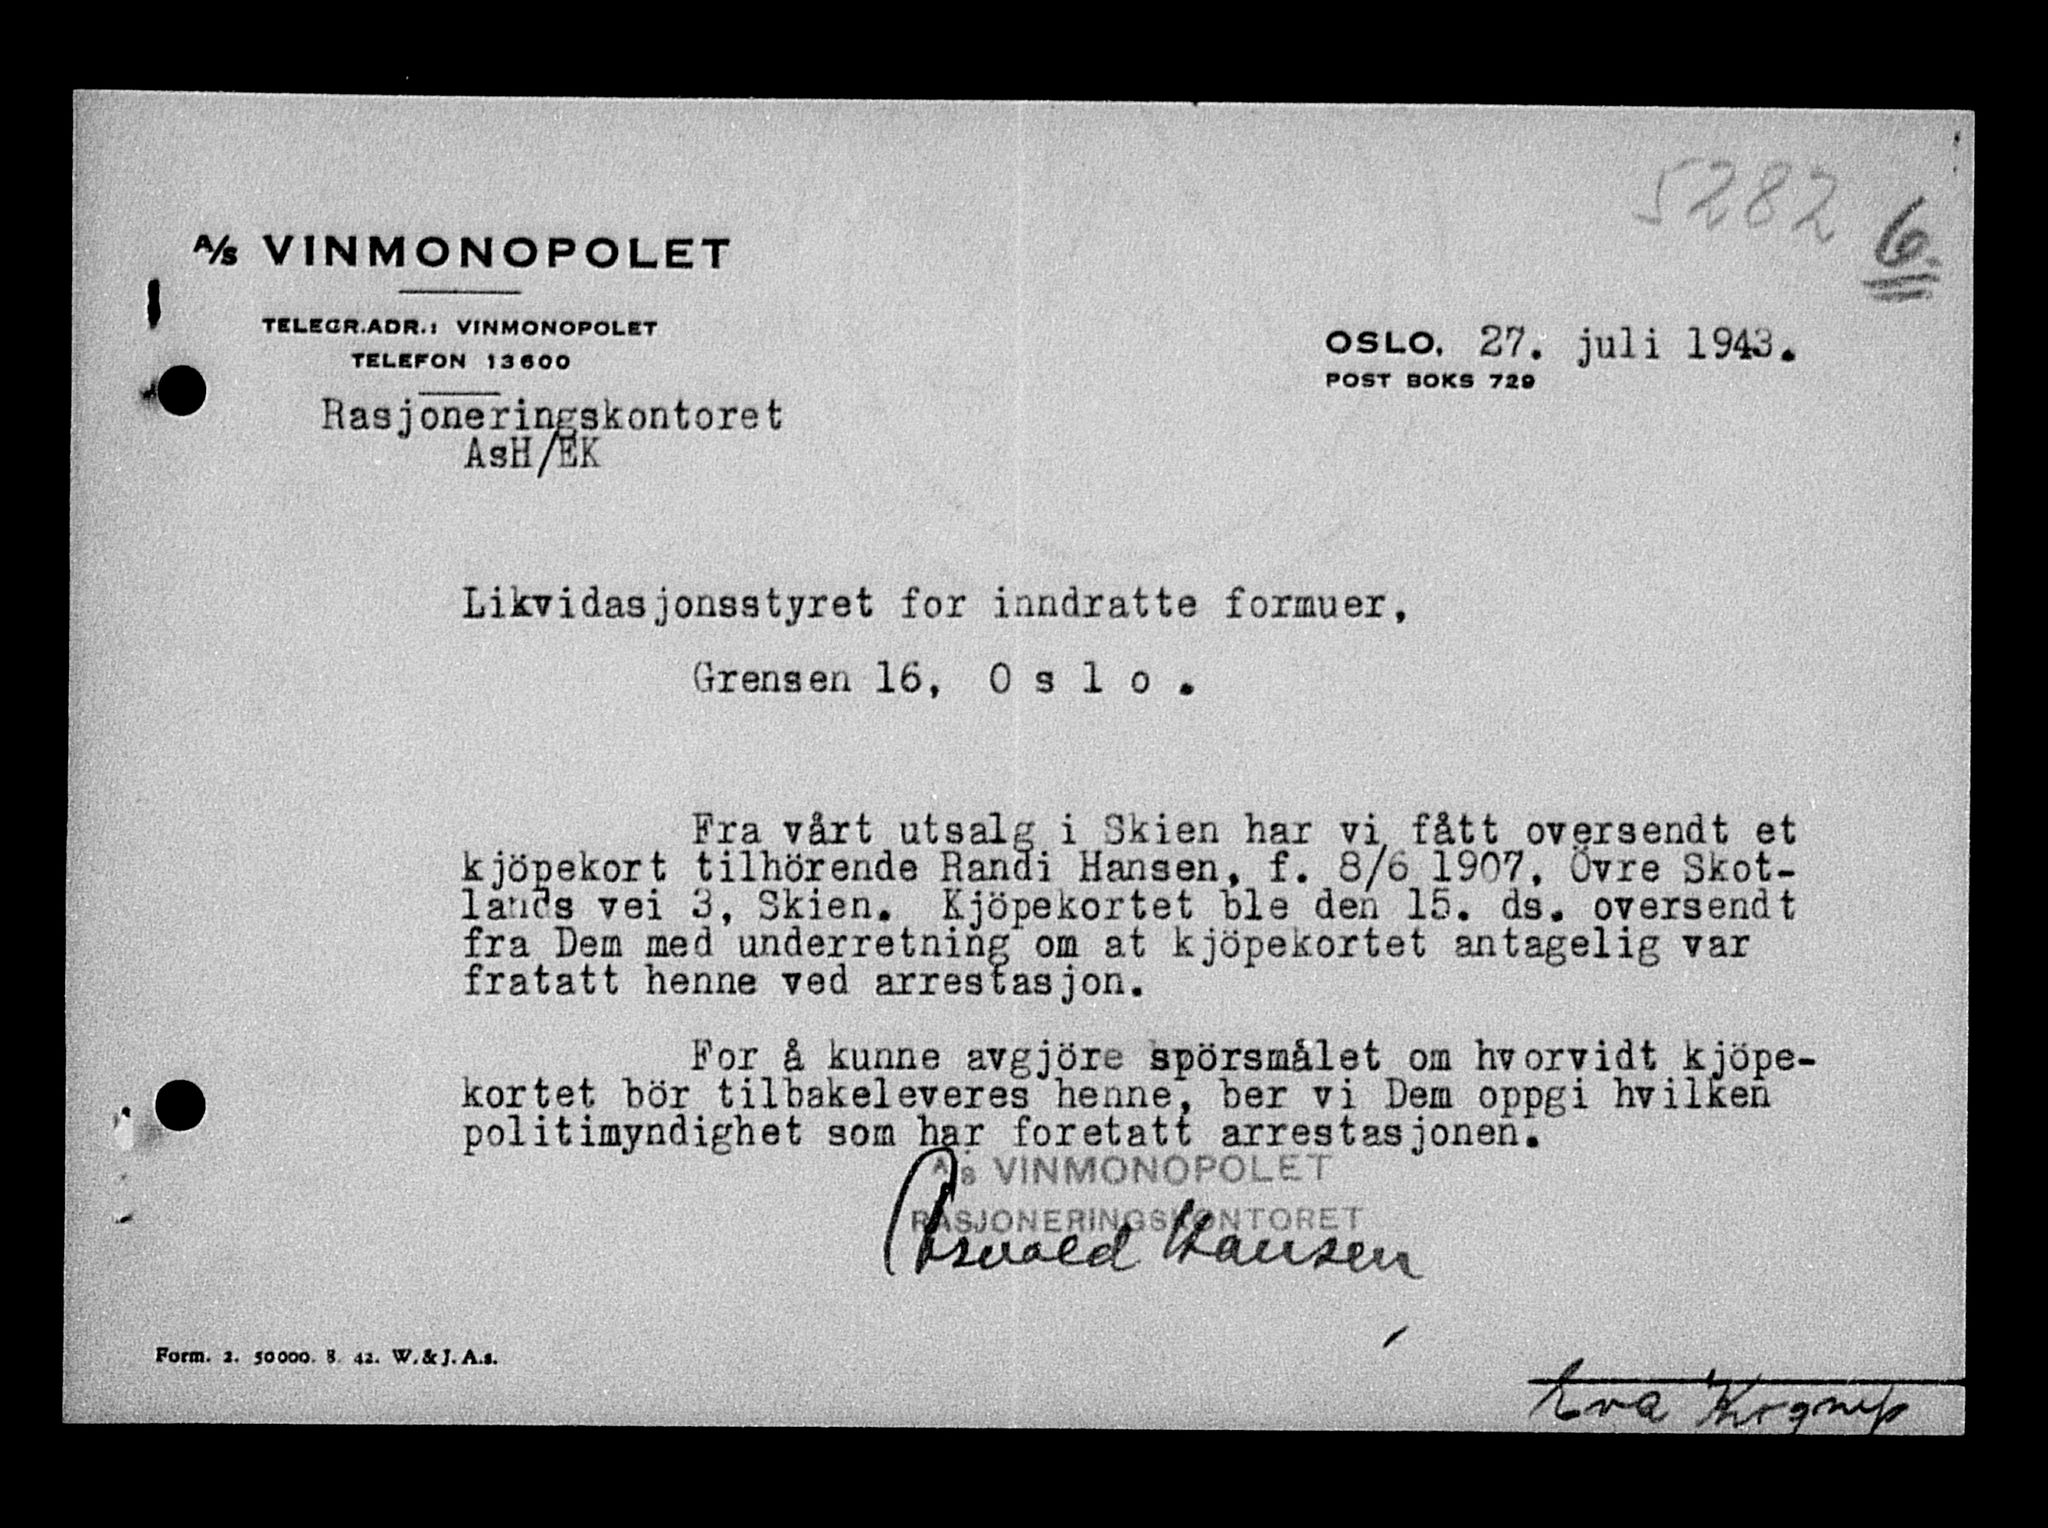 5282 6.
A/S VINMONOPOLET
TELEGR.ADR.: VINMONOPOLET
TELEFON 13600
OSLO, 27. juli 1943.
POST BOKS 729
Rasjoneringskontoret
AsH/EK
Likvidasjonsstyret for inndratte formuer,
Grensen 16, O s l o .
Fra vårt utsalg i Skien har vi fått oversendt et
kjöpekort tilhörende Randi Hansen, f. 8/6 1907, Övre Skot-
lands vei 3, Skien. Kjöpekortet ble den 15. ds. oversendt
fra Dem med underretning om at kjöpekortet antagelig var
fratatt henne ved arrestasjon.
For å kunne avgjöre spörsmålet om hvorvidt kjöpe-
kortet bör tilbakeleveres henne, ber vi Dem oppgi hvilken
politimyndighet som har foretatt arrestasjonen.
A/S VINMONOPOLET
RASJONERINGSKONTORET
Asvald Hansen
Form. 2. 50000. 8. 42. W. & J. A.s.
Eva